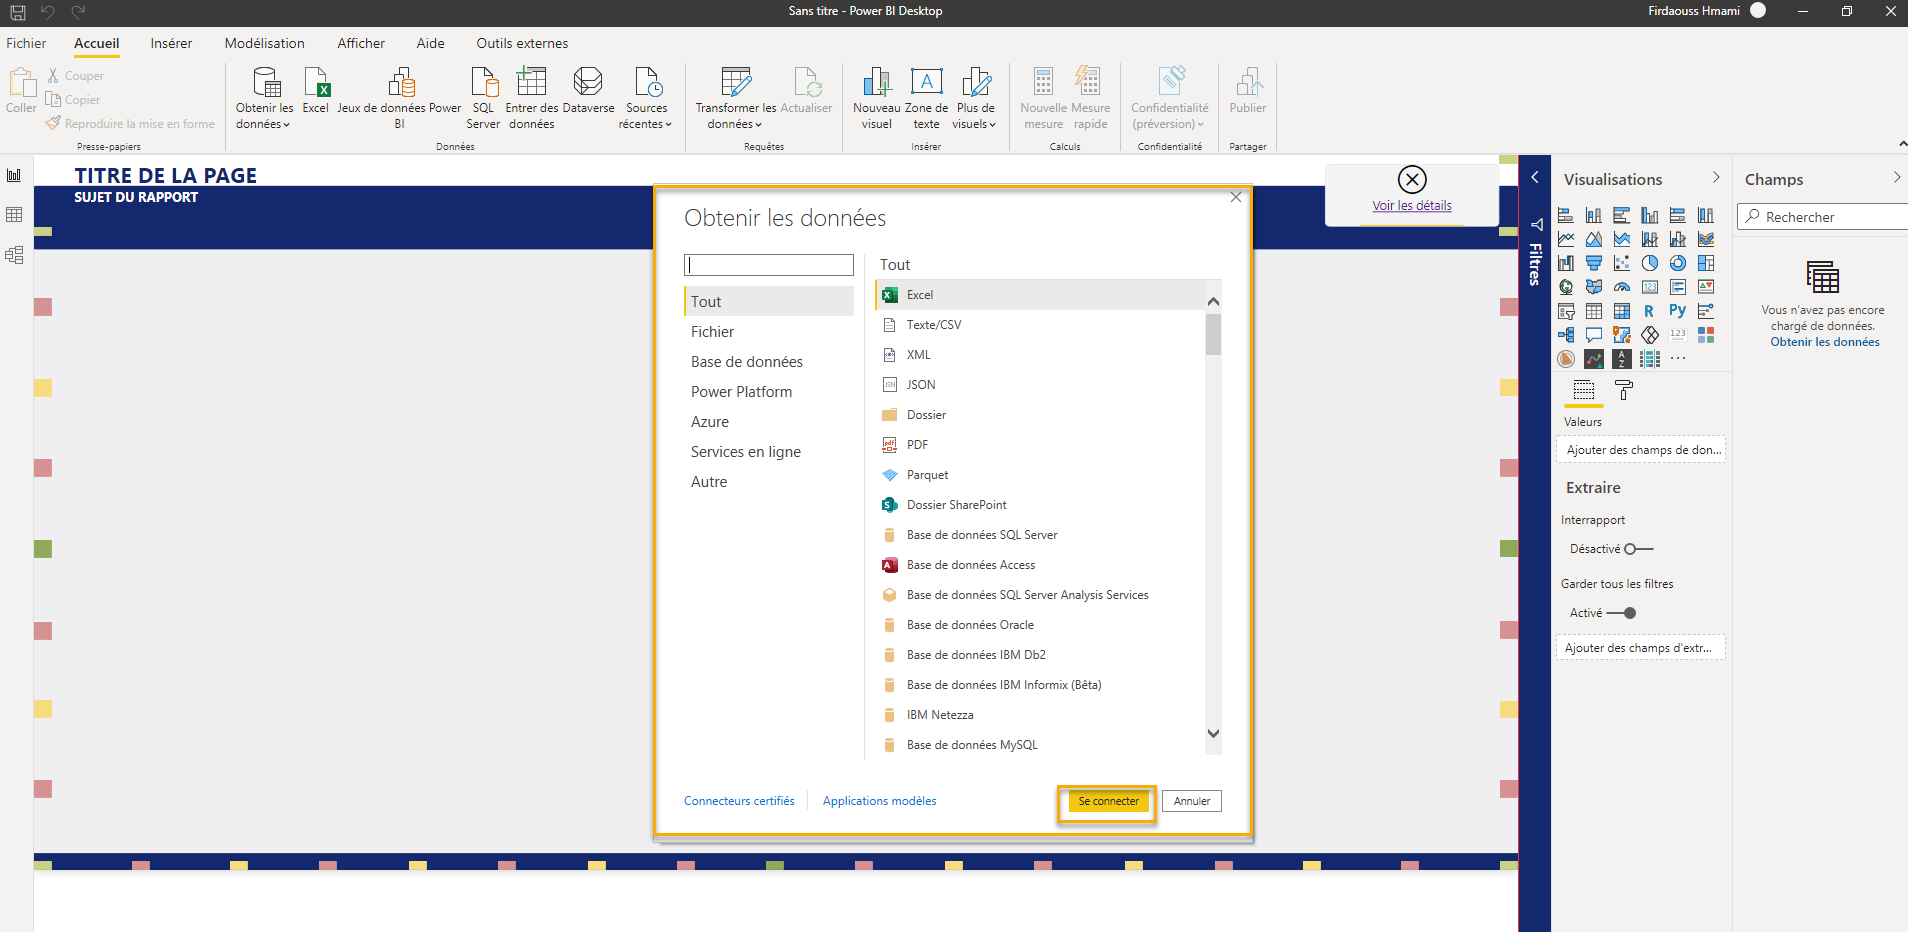 Sans titre - Power BI Desktop
Firdaouss Hmami
Fichier
Accueil
Insérer
Modélisation
Afficher
Aide
Outils externes
Coller
Couper
Copier
Reproduire la mise en forme
Presse-papiers
Obtenir les
données
Excel
Jeux de données Power
BI
SQL
Server
Entrer des
données
Dataverse
Sources
récentes
Données
Transformer les
données
Actualiser
Requêtes
Nouveau
visuel
Zone de
texte
Plus de
visuels
Insérer
Nouvelle
mesure
Mesure
rapide
Calculs
Confidentialité
(préversion)
Confidentialité
Publier
Partager
TITRE DE LA PAGE
SUJET DU RAPPORT
Voir les détails
Obtenir les données
Tout
Fichier
Base de données
Power Platform
Azure
Services en ligne
Autre
Tout
Excel
Texte/CSV
XML
JSON
Dossier
PDF
Parquet
Dossier SharePoint
Base de données SQL Server
Base de données Access
Base de données SQL Server Analysis Services
Base de données Oracle
Base de données IBM Db2
Base de données IBM Informix (Bêta)
IBM Netezza
Base de données MySQL
Connecteurs certifiés
Applications modèles
Se connecter
Annuler
Filtres
Visualisations
R
Py
123
Valeurs
Ajouter des champs de don...
Extraire
Interrapport
Désactivé
Garder tous les filtres
Activé
Ajouter des champs d'extr...
Champs
Rechercher
Vous n'avez pas encore
chargé de données.
Obtenir les données